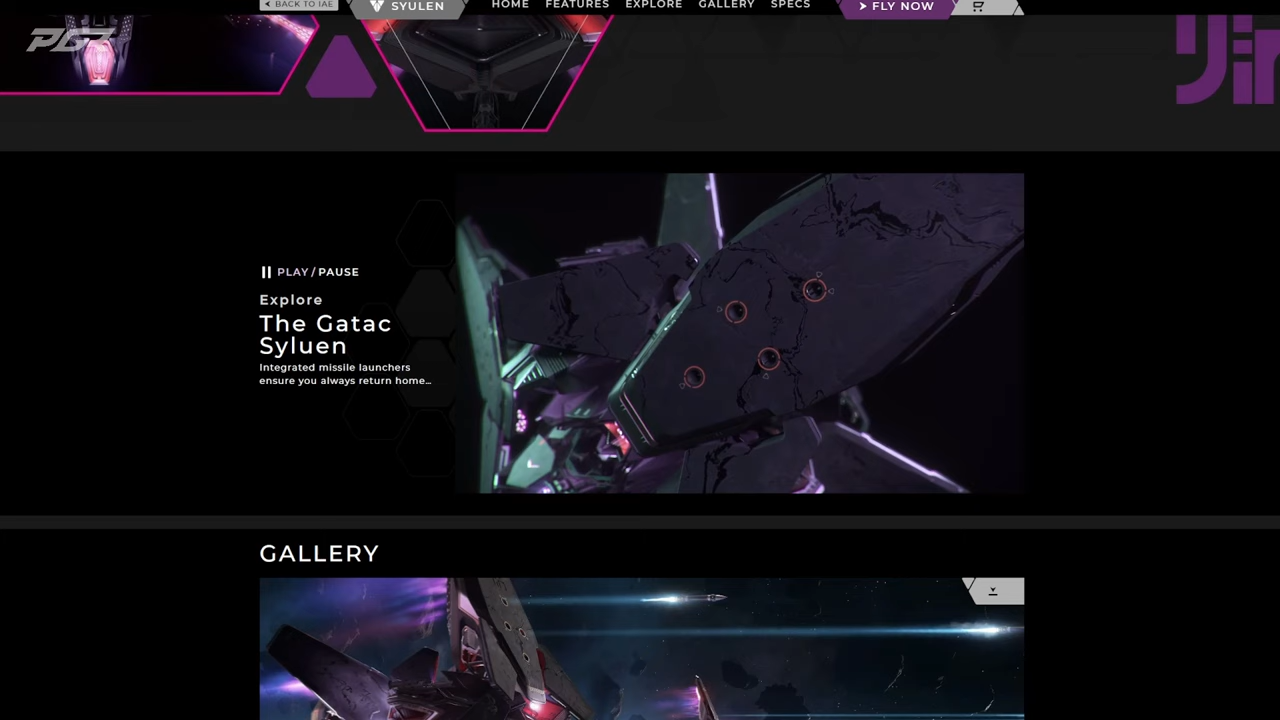 BACK TO IAE
SYULEN
HOME
FEATURES
EXPLORE
GALLERY
SPECS
FLY NOW
PG7
PLAY/PAUSE
Explore
The Gatac
Syluen
Integrated missile launchers
ensure you always return home...
GALLERY